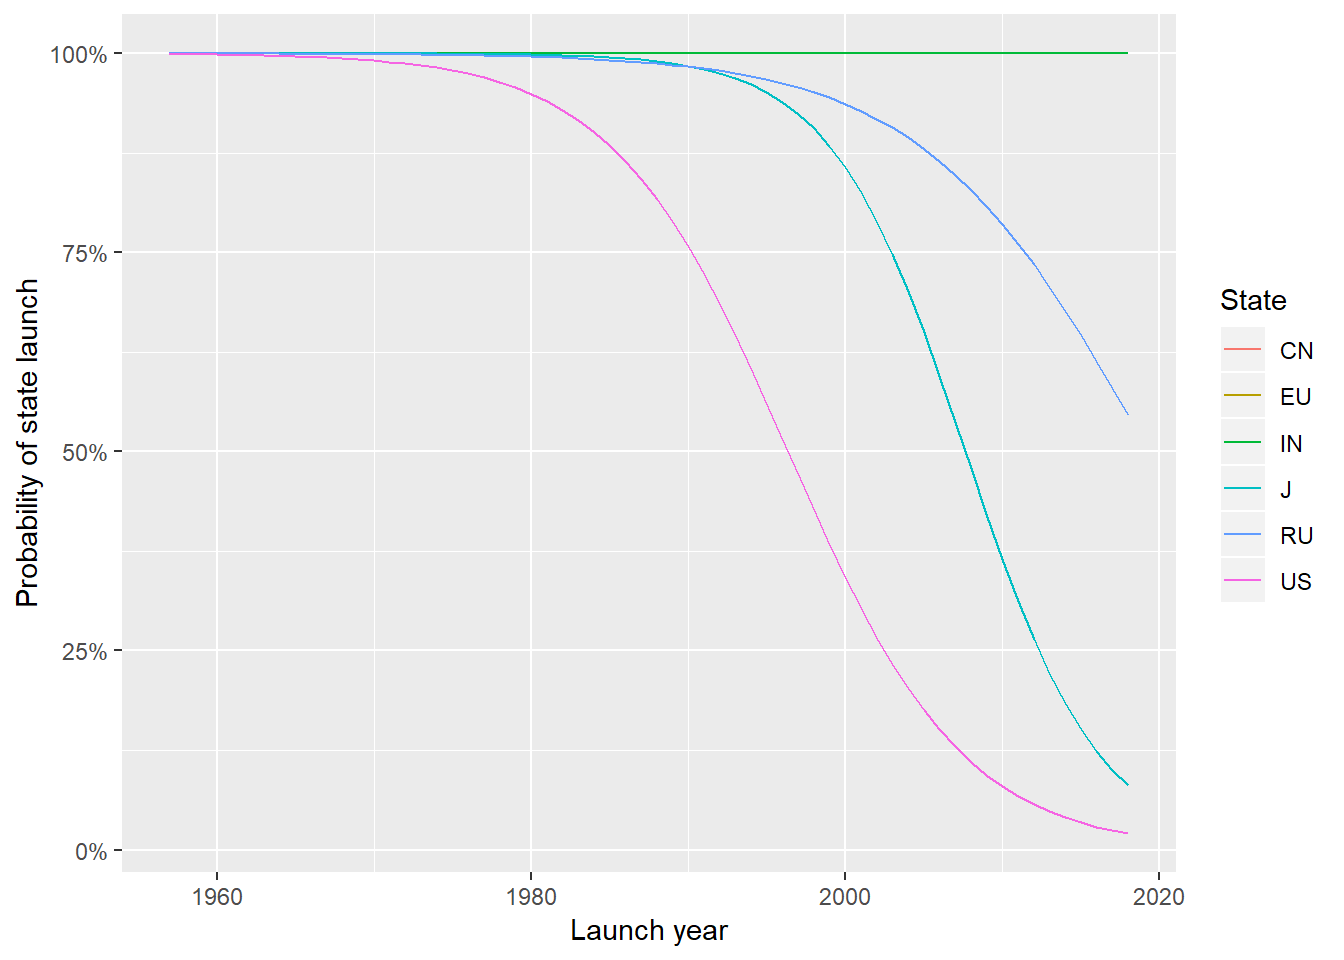 100%
75%
50%
25%
0%
Probability of state launch
1960
1980
2000
2020
Launch year
State
CN
EU
IN
J
RU
US